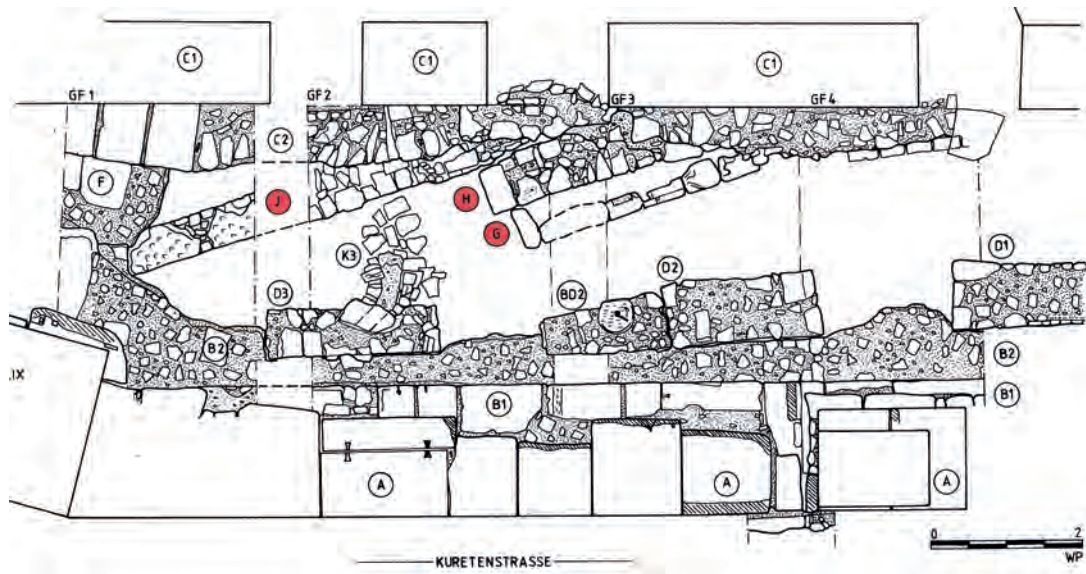 C1
C1
C1
GF 1
GF 2
GF 3
GF 4
C2
F
J
H
G
K3
D3
BD2
D2
D1
B2
B2
IX
B1
B1
A
A
A
0 2
WP
KURETENSTRASSE